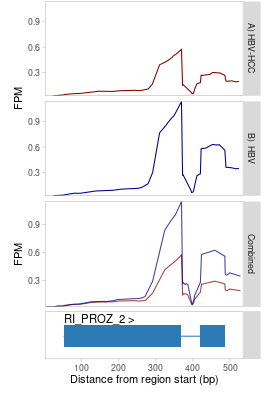 0.9
0.6
0.3
A) HBV-HCC
FPM
0.9
0.6
0.3
B) HBV
0.9
0.6
0.3
FPM
Combined
RI_PROZ_2 >
100 200 300 400 500
Distance from region start (bp)